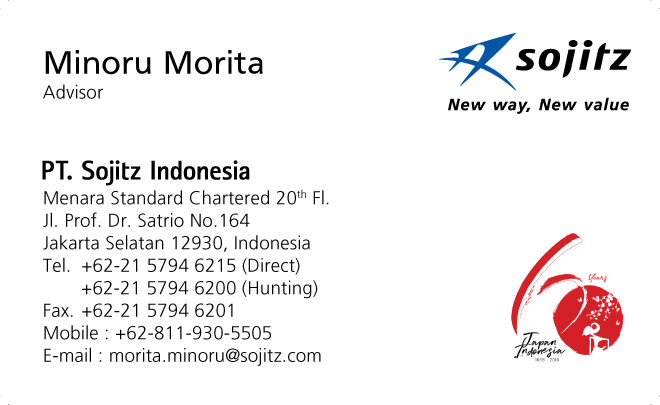 Minoru Morita
Advisor
sojitz
New way, New value
PT. Sojitz Indonesia
Menara Standard Chartered 20th Fl.
Jl. Prof. Dr. Satrio No.164
Jakarta Selatan 12930, Indonesia
Tel. +62-21 5794 6215 (Direct)
+62-21 5794 6200 (Hunting)
Fax. +62-21 5794 6201
Mobile : +62-811-930-5505
E-mail : morita.minoru@sojitz.com
60
Years
Japan
Indonesia